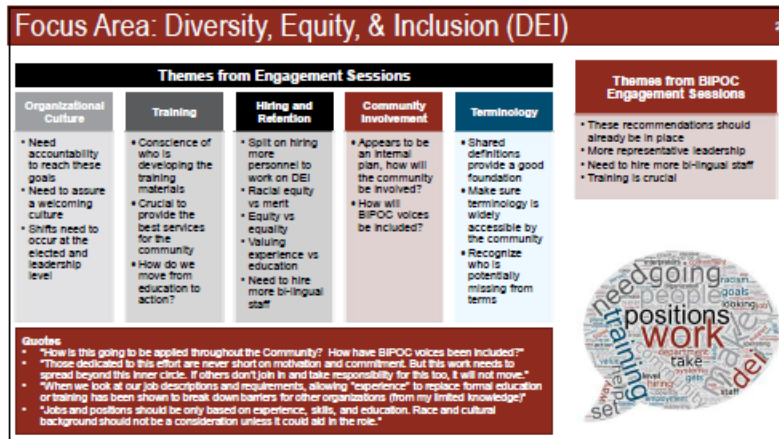 Focus Area: Diversity, Equity, & Inclusion (DEI)
2
Themes from Engagement Sessions
Organizational
Culture
• Need
accountability
to reach these
goals
• Need to assure
a welcoming
culture
• Shifts need to
occur at the
elected and
leadership
level
Training
• Conscience of
who is
developing the
training
materials
• Crucial to
provide the
best services
for the
community
• How do we
move from
education to
action?
Hiring and
Retention
• Split on hiring
more
personnel to
work on DEI
• Racial equity
vs merit
• Equity vs
equality
• Valuing
experience vs
education
• Need to hire
more bi-lingual
staff
Community
Involvement
• Appears to be
an internal
plan, how will
the community
be involved?
• How will
BIPOC voices
be included?
Terminology
• Shared
definitions
provide a good
foundation
• Make sure
terminology is
widely
accessible by
the community
• Recognize
who is
potentially
missing from
terms
Themes from BIPOC
Engagement Sessions
• These recommendations should
already be in place
• More representative leadership
• Need to hire more bi-lingual staff
• Training is crucial
Quotes
• "How is this going to be applied throughout the Community? How have BIPOC voices been included?"
• "Those dedicated to this effort are never short on motivation and commitment. But this work needs to
spread beyond this inner circle. If others don't join in and take responsibility for this too, it will not move."
• "When we look at our job descriptions and requirements, allowing "experience" to replace formal education
or training has been shown to break down barriers for other organizations (from my limited knowledge)"
• "Jobs and positions should be only based on experience, skills, and education. Race and cultural
background should not be a consideration unless it could aid in the role."
need
going
people
racism
goals
looking
positions
work
training
make
department
take
dei
help
level
hiring
gets
way
set
staff